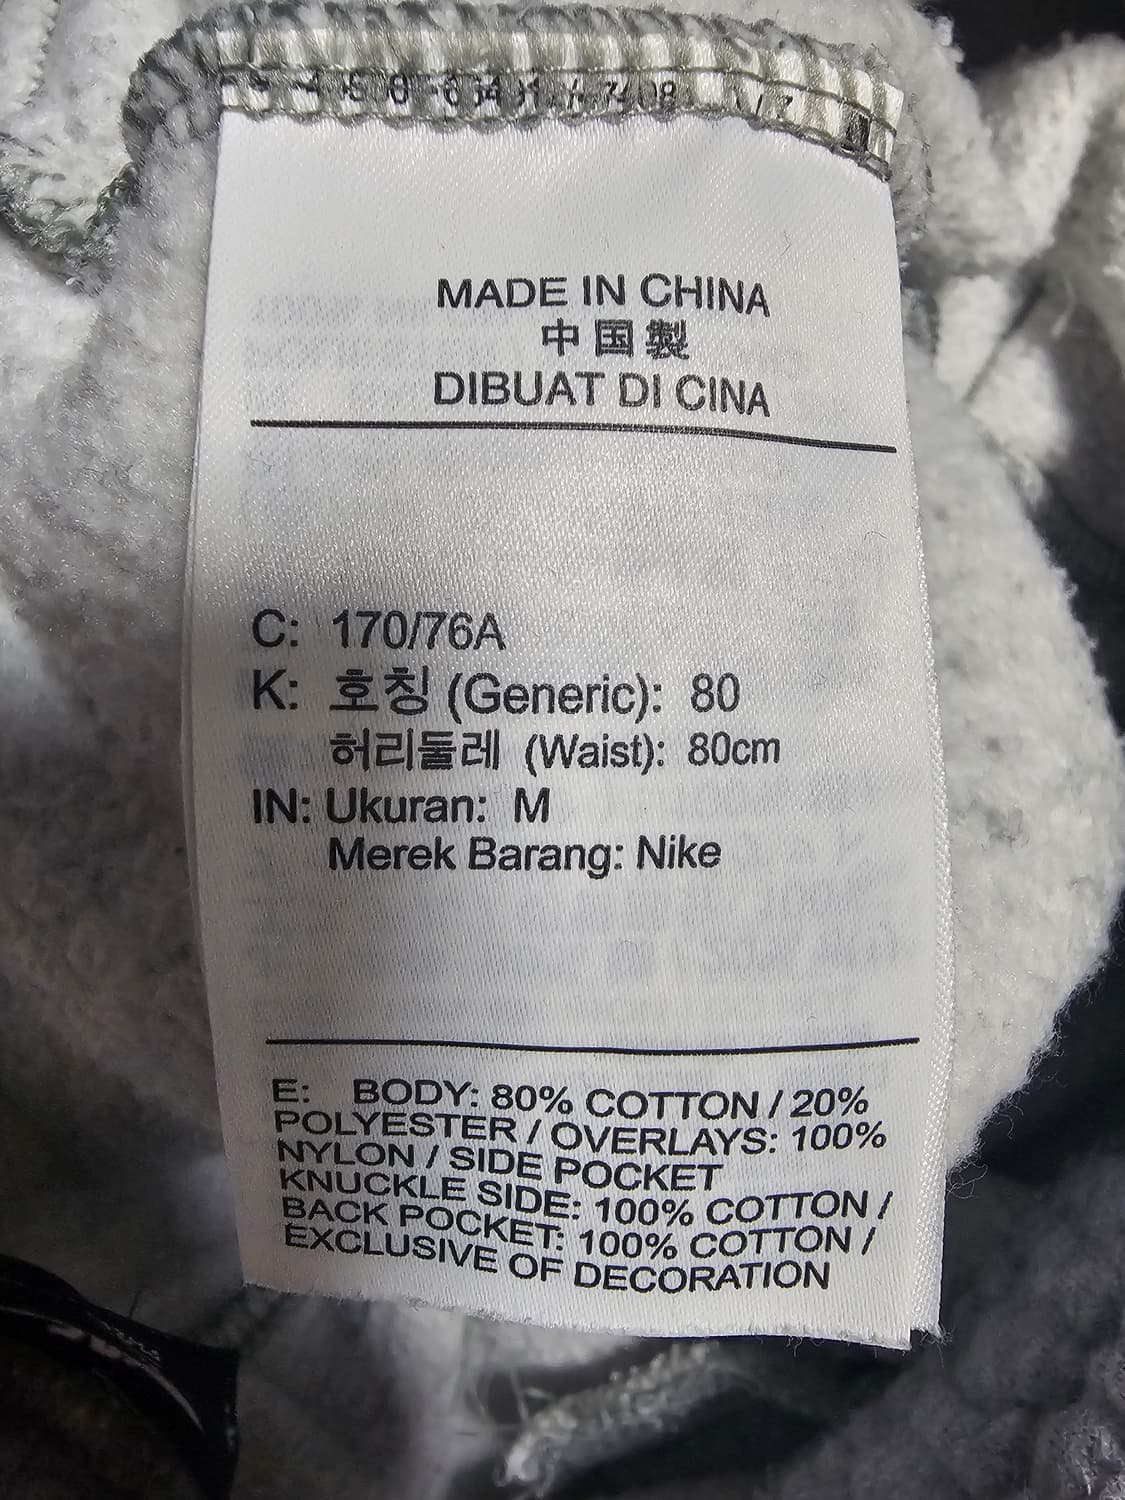 MADE IN CHINA
中国製
DIBUAT DI CINA
C: 170/76A
K: 호칭 (Generic): 80
허리둘레 (Waist): 80cm
IN: Ukuran: M
Merek Barang: Nike
E: BODY: 80% COTTON / 20%
POLYESTER / OVERLAYS: 100%
NYLON / SIDE POCKET
KNUCKLE SIDE: 100% COTTON /
BACK POCKET: 100% COTTON /
EXCLUSIVE OF DECORATION